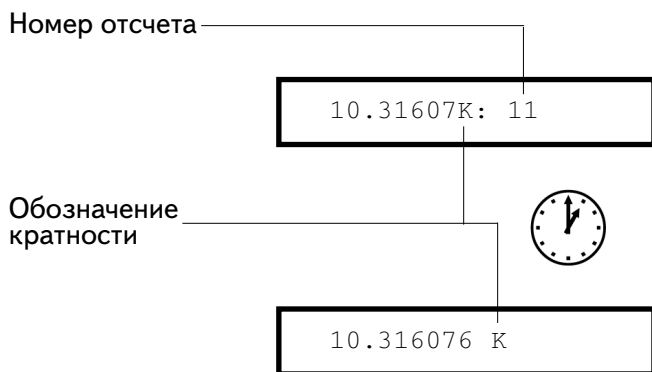 Номер отсчета
10.31607K: 11
Обозначение
кратности
10.316076 K